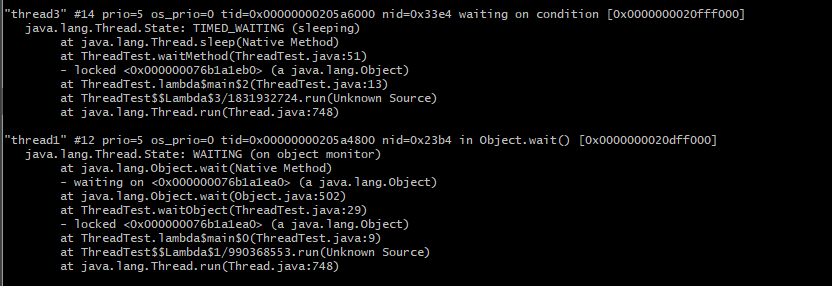 "thread3" #14 prio=5 os_prio=0 tid=0x00000000205a6000 nid=0x33e4 waiting on condition [0x0000000020fff000]
java.lang.Thread.State: TIMED_WAITING (sleeping)
at java.lang.Thread.sleep(Native Method)
at ThreadTest.waitMethod(ThreadTest.java:51)
- locked <0x000000076b1a1eb0> (a java.lang.Object)
at ThreadTest.lambda$main$2(ThreadTest.java:13)
at ThreadTest$$Lambda$3/1831932724.run(Unknown Source)
at java.lang.Thread.run(Thread.java:748)
"thread1" #12 prio=5 os_prio=0 tid=0x00000000205a4800 nid=0x23b4 in Object.wait() [0x0000000020dff000]
java.lang.Thread.State: WAITING (on object monitor)
at java.lang.Object.wait(Native Method)
- waiting on <0x000000076b1a1ea0> (a java.lang.Object)
at java.lang.Object.wait(Object.java:502)
at ThreadTest.waitObject(ThreadTest.java:29)
- locked <0x000000076b1a1ea0> (a java.lang.Object)
at ThreadTest.lambda$main$0(ThreadTest.java:9)
at ThreadTest$$Lambda$1/990368553.run(Unknown Source)
at java.lang.Thread.run(Thread.java:748)